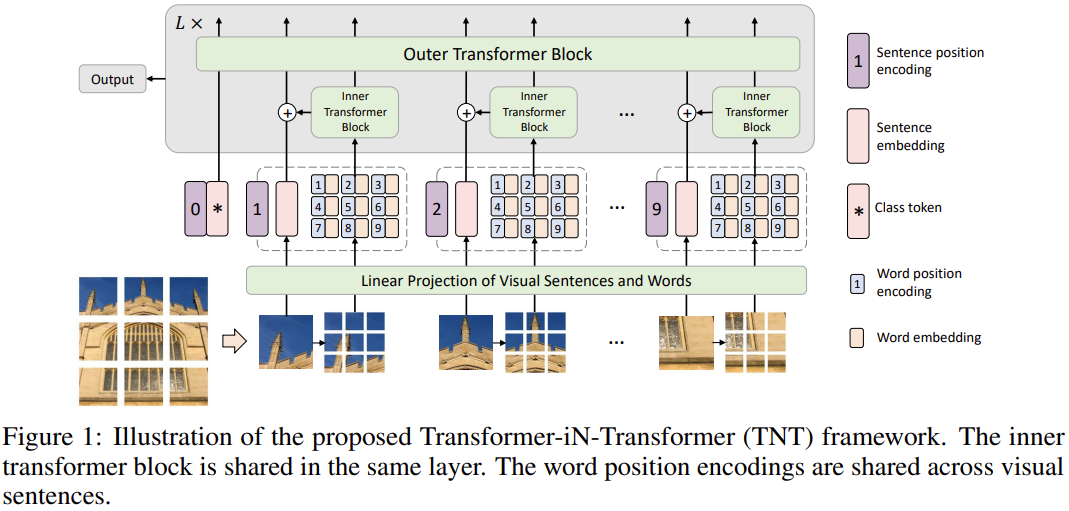 L ×
Outer Transformer Block
Output
Inner
Transformer
Block
Inner
Transformer
Block
...
Inner
Transformer
Block
+
+
+
0 *
1
1 2 3
4 5 6
7 8 9
2
1 2 3
4 5 6
7 8 9
...
9
1 2 3
4 5 6
7 8 9
Linear Projection of Visual Sentences and Words
...
1 Sentence position
encoding
Sentence
embedding
* Class token
1 Word position
encoding
Word embedding
Figure 1: Illustration of the proposed Transformer-iN-Transformer (TNT) framework. The inner
transformer block is shared in the same layer. The word position encodings are shared across visual
sentences.